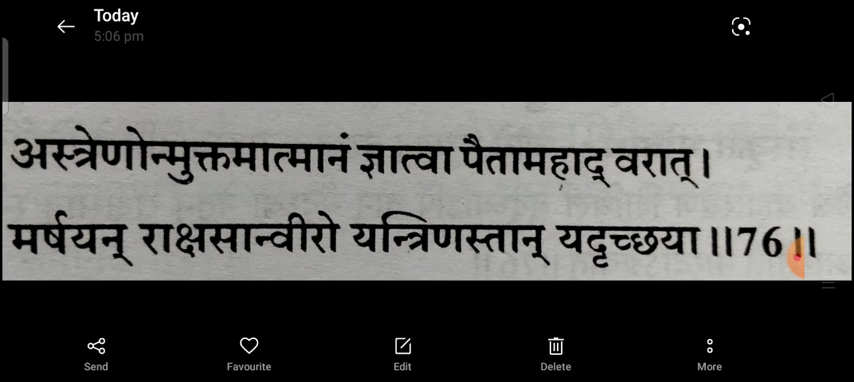 Today
5:06 pm
अस्त्रेणोन्मुक्तमात्मानं ज्ञात्वा पैतामहाद् वरात्।
मर्षयन् राक्षसान्वीरो यन्त्रिणस्तान् यदृच्छया ॥76॥
Send
Favourite
Edit
Delete
More